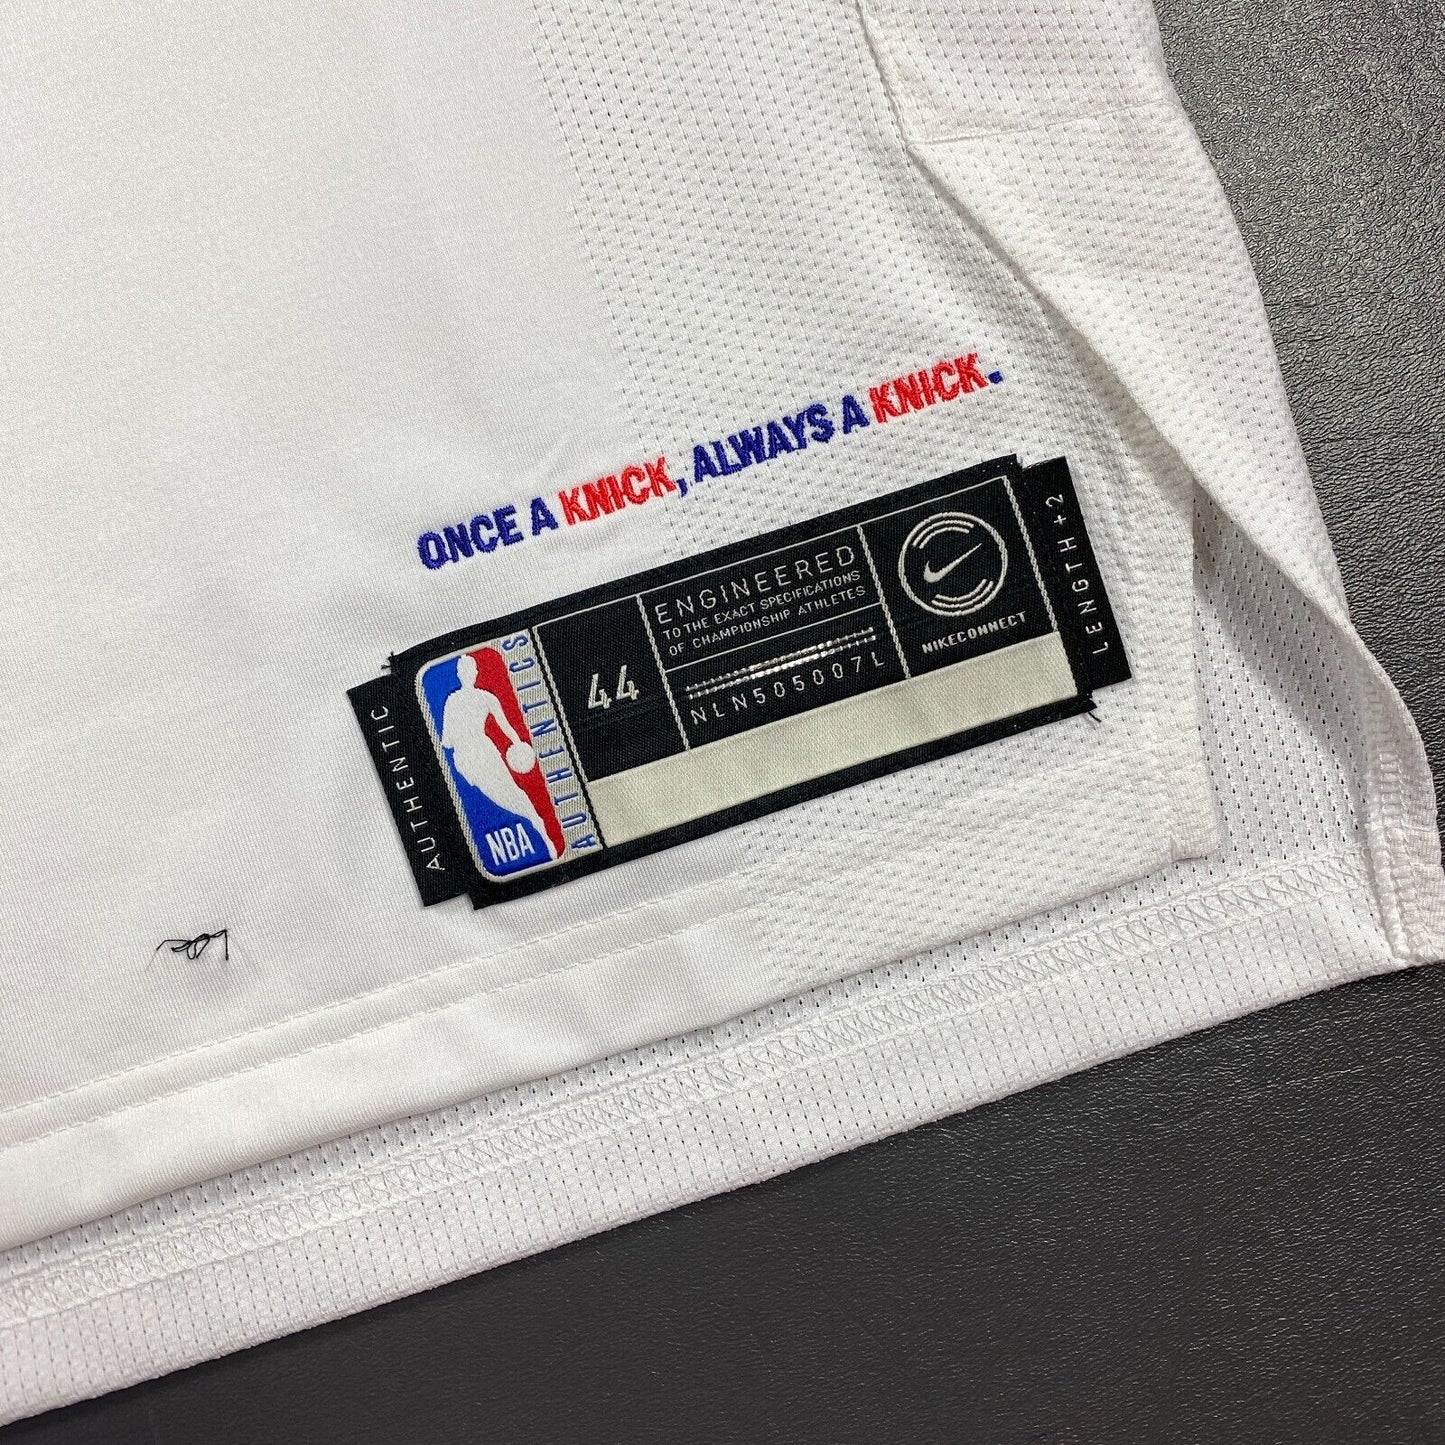 ONCE A KNICK, ALWAYS A KNICK.
AUTHENTIC
NBA
AUTHENTICS
44
ENGINEERED
TO THE EXACT SPECIFICATIONS
OF CHAMPIONSHIP ATHLETES
NLN505007L
NIKECONNECT
LENGTH +2